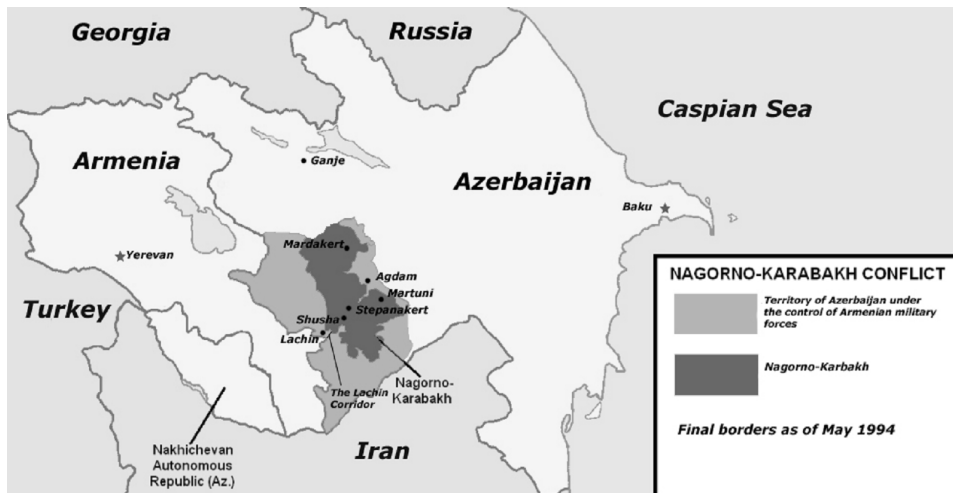 Georgia
Russia
Caspian Sea
Armenia
Ganje
Azerbaijan
Baku
Mardakert
Yerevan
Agdam
Martuni
Turkey
Stepanakert
Shusha
Lachin
The Lachin
Corridor
Nagorno-
Karabakh
Iran
Nakhichevan
Autonomous
Republic (Az.)
NAGORNO-KARABAKH CONFLICT
Territory of Azerbaijan under
the control of Armenian military
forces
Nagorno-Karbakh
Final borders as of May 1994